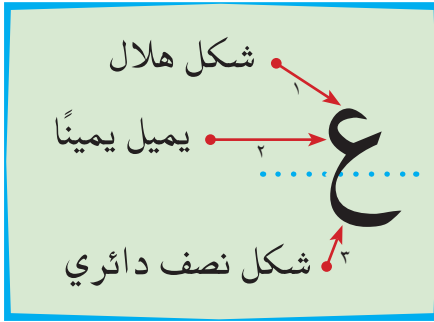 شكل هلال
١
ع
يميل يمينًا
٢
شكل نصف دائري
٣